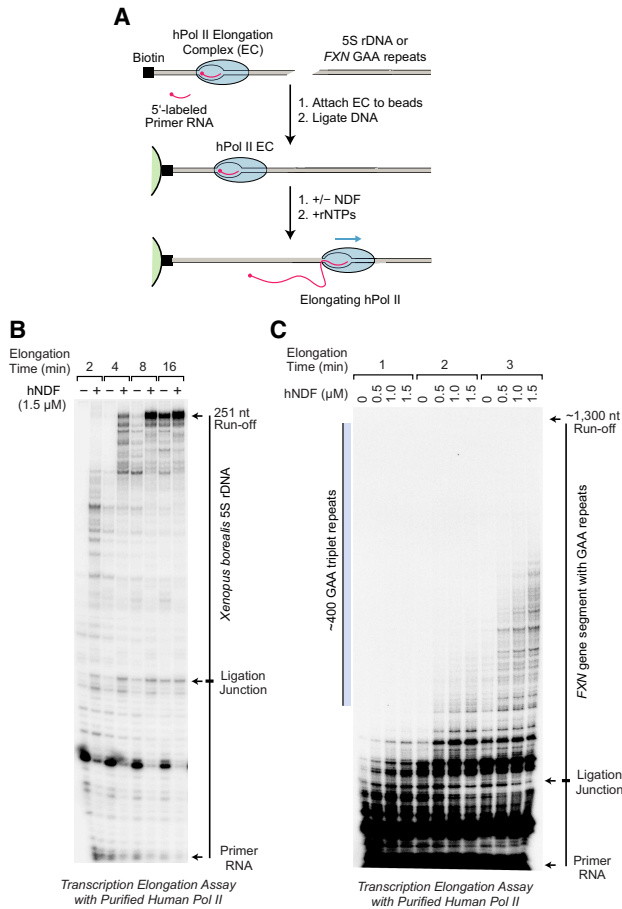 A
hPol II Elongation
Complex (EC)
5S rDNA or
FXN GAA repeats
Biotin
5'-labeled
Primer RNA
1. Attach EC to beads
2. Ligate DNA
hPol II EC
1. +/− NDF
2. +rNTPs
Elongating hPol II
B
Elongation
Time (min)
2 4 8 16
hNDF
(1.5 µM)
− + − + − + − +
251 nt
Run-off
Xenopus borealis 5S rDNA
Ligation
Junction
Primer
RNA
Transcription Elongation Assay
with Purified Human Pol II
C
Elongation
Time (min)
1 2 3
hNDF (µM)
0 0.5 1.0 1.5 0 0.5 1.0 1.5 0 0.5 1.0 1.5
~1,300 nt
Run-off
~400 GAA triplet repeats
FXN gene segment with GAA repeats
Ligation
Junction
Primer
RNA
Transcription Elongation Assay
with Purified Human Pol II